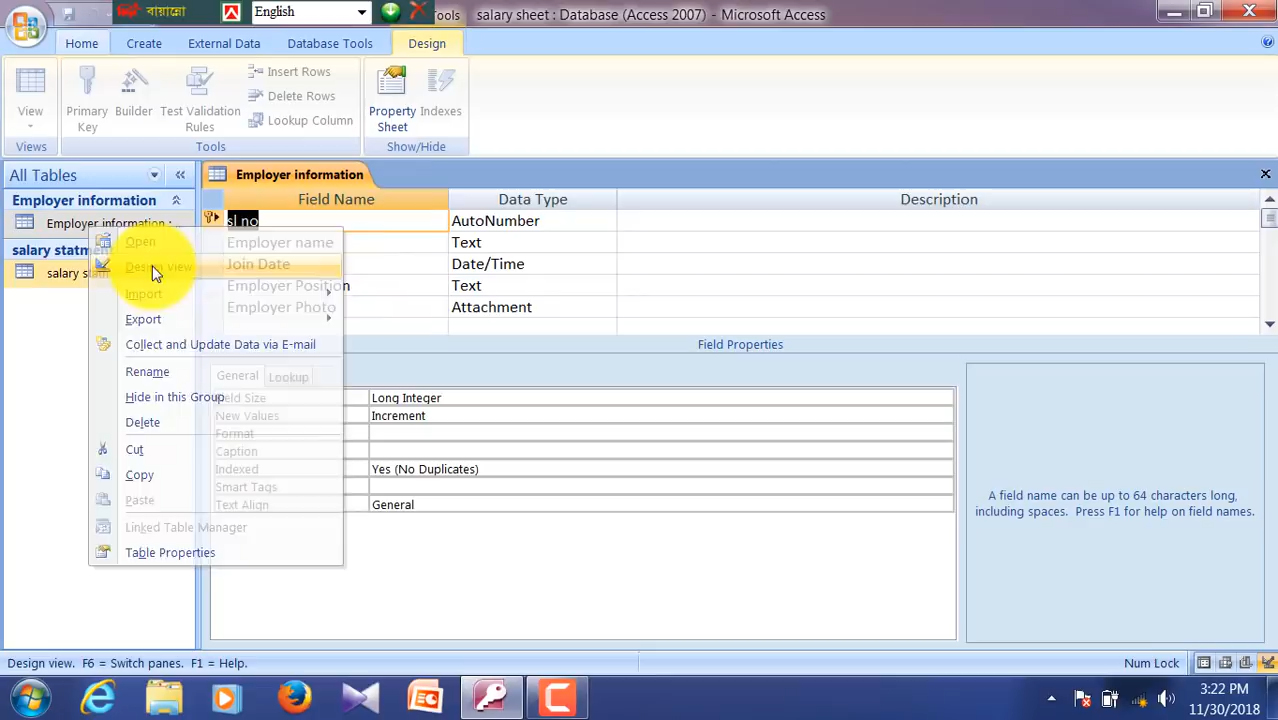 বায়ান্নো English Tools salary sheet : Database (Access 2007) - Microsoft Access
Home Create External Data Database Tools Design
View
Views
Primary Key
Builder
Test Validation Rules
Insert Rows
Delete Rows
Lookup Column
Tools
Property Sheet
Indexes
Show/Hide
All Tables
Employer information
Employer information :
salary statm
salary sta
Open
Design view
Import
Export
Collect and Update Data via E-mail
Rename
Hide in this Group
Delete
Cut
Copy
Paste
Linked Table Manager
Table Properties
Employer information
Field Name Data Type Description
sl no AutoNumber
Employer name Text
Join Date Date/Time
Employer Position Text
Employer Photo Attachment
Field Properties
General Lookup
Field Size Long Integer
New Values Increment
Format
Caption
Indexed Yes (No Duplicates)
Smart Tags
Text Align General
A field name can be up to 64 characters long,
including spaces. Press F1 for help on field names.
Design view. F6 = Switch panes. F1 = Help. Num Lock
3:22 PM
11/30/2018